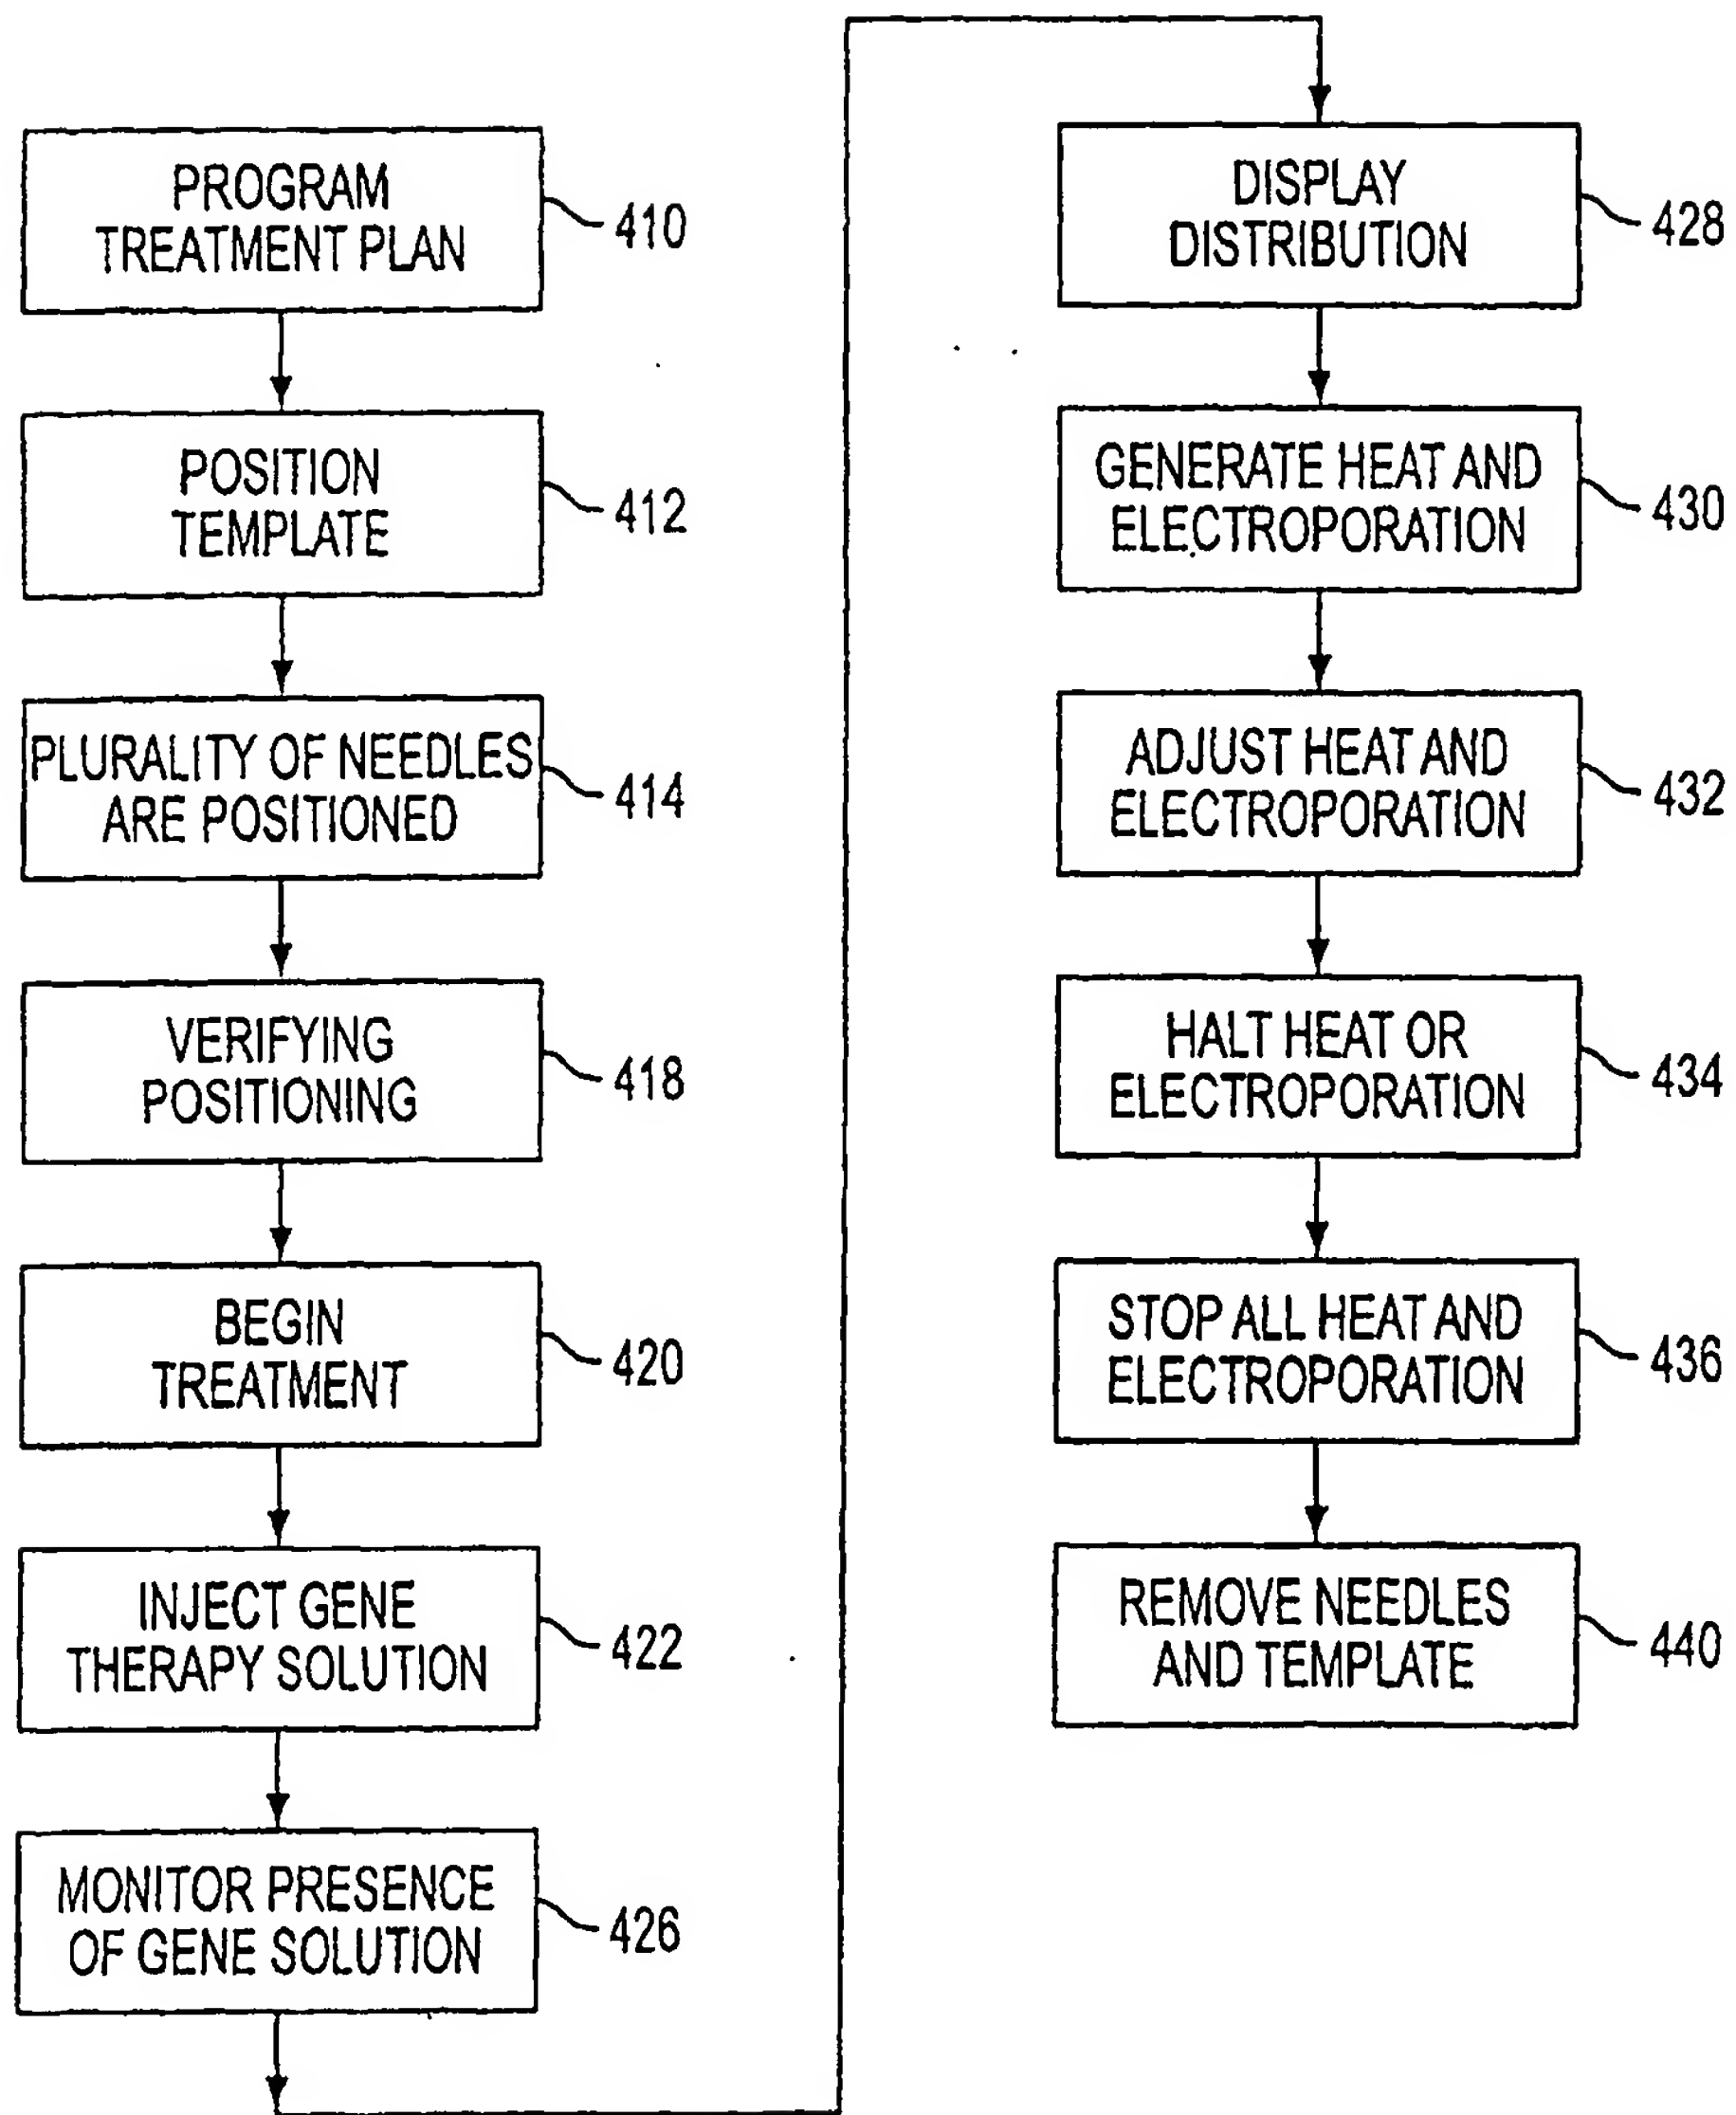 PROGRAM
TREATMENT PLAN
410
POSITION
TEMPLATE
412
PLURALITY OF NEEDLES
ARE POSITIONED
414
VERIFYING
POSITIONING
418
BEGIN
TREATMENT
420
INJECT GENE
THERAPY SOLUTION
422
MONITOR PRESENCE
OF GENE SOLUTION
426
DISPLAY
DISTRIBUTION
428
GENERATE HEAT AND
ELECTROPORATION
430
ADJUST HEAT AND
ELECTROPORATION
432
HALT HEAT OR
ELECTROPORATION
434
STOP ALL HEAT AND
ELECTROPORATION
436
REMOVE NEEDLES
AND TEMPLATE
440